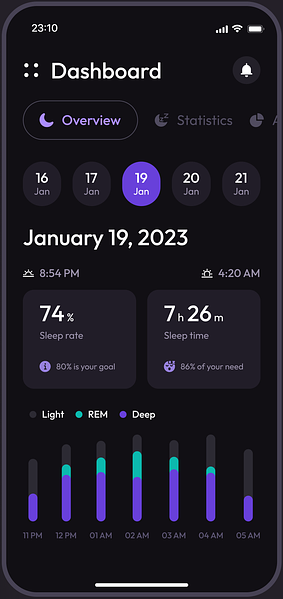 23:10
Dashboard
Overview Statistics
16 17 19 20 21
Jan Jan Jan Jan Jan
January 19, 2023
8:54 PM 4:20 AM
74 % 7 h 26 m
Sleep rate Sleep time
80% is your goal 86% of your need
Light REM Deep
11 PM 12 PM 01 AM 02 AM 03 AM 04 AM 05 AM